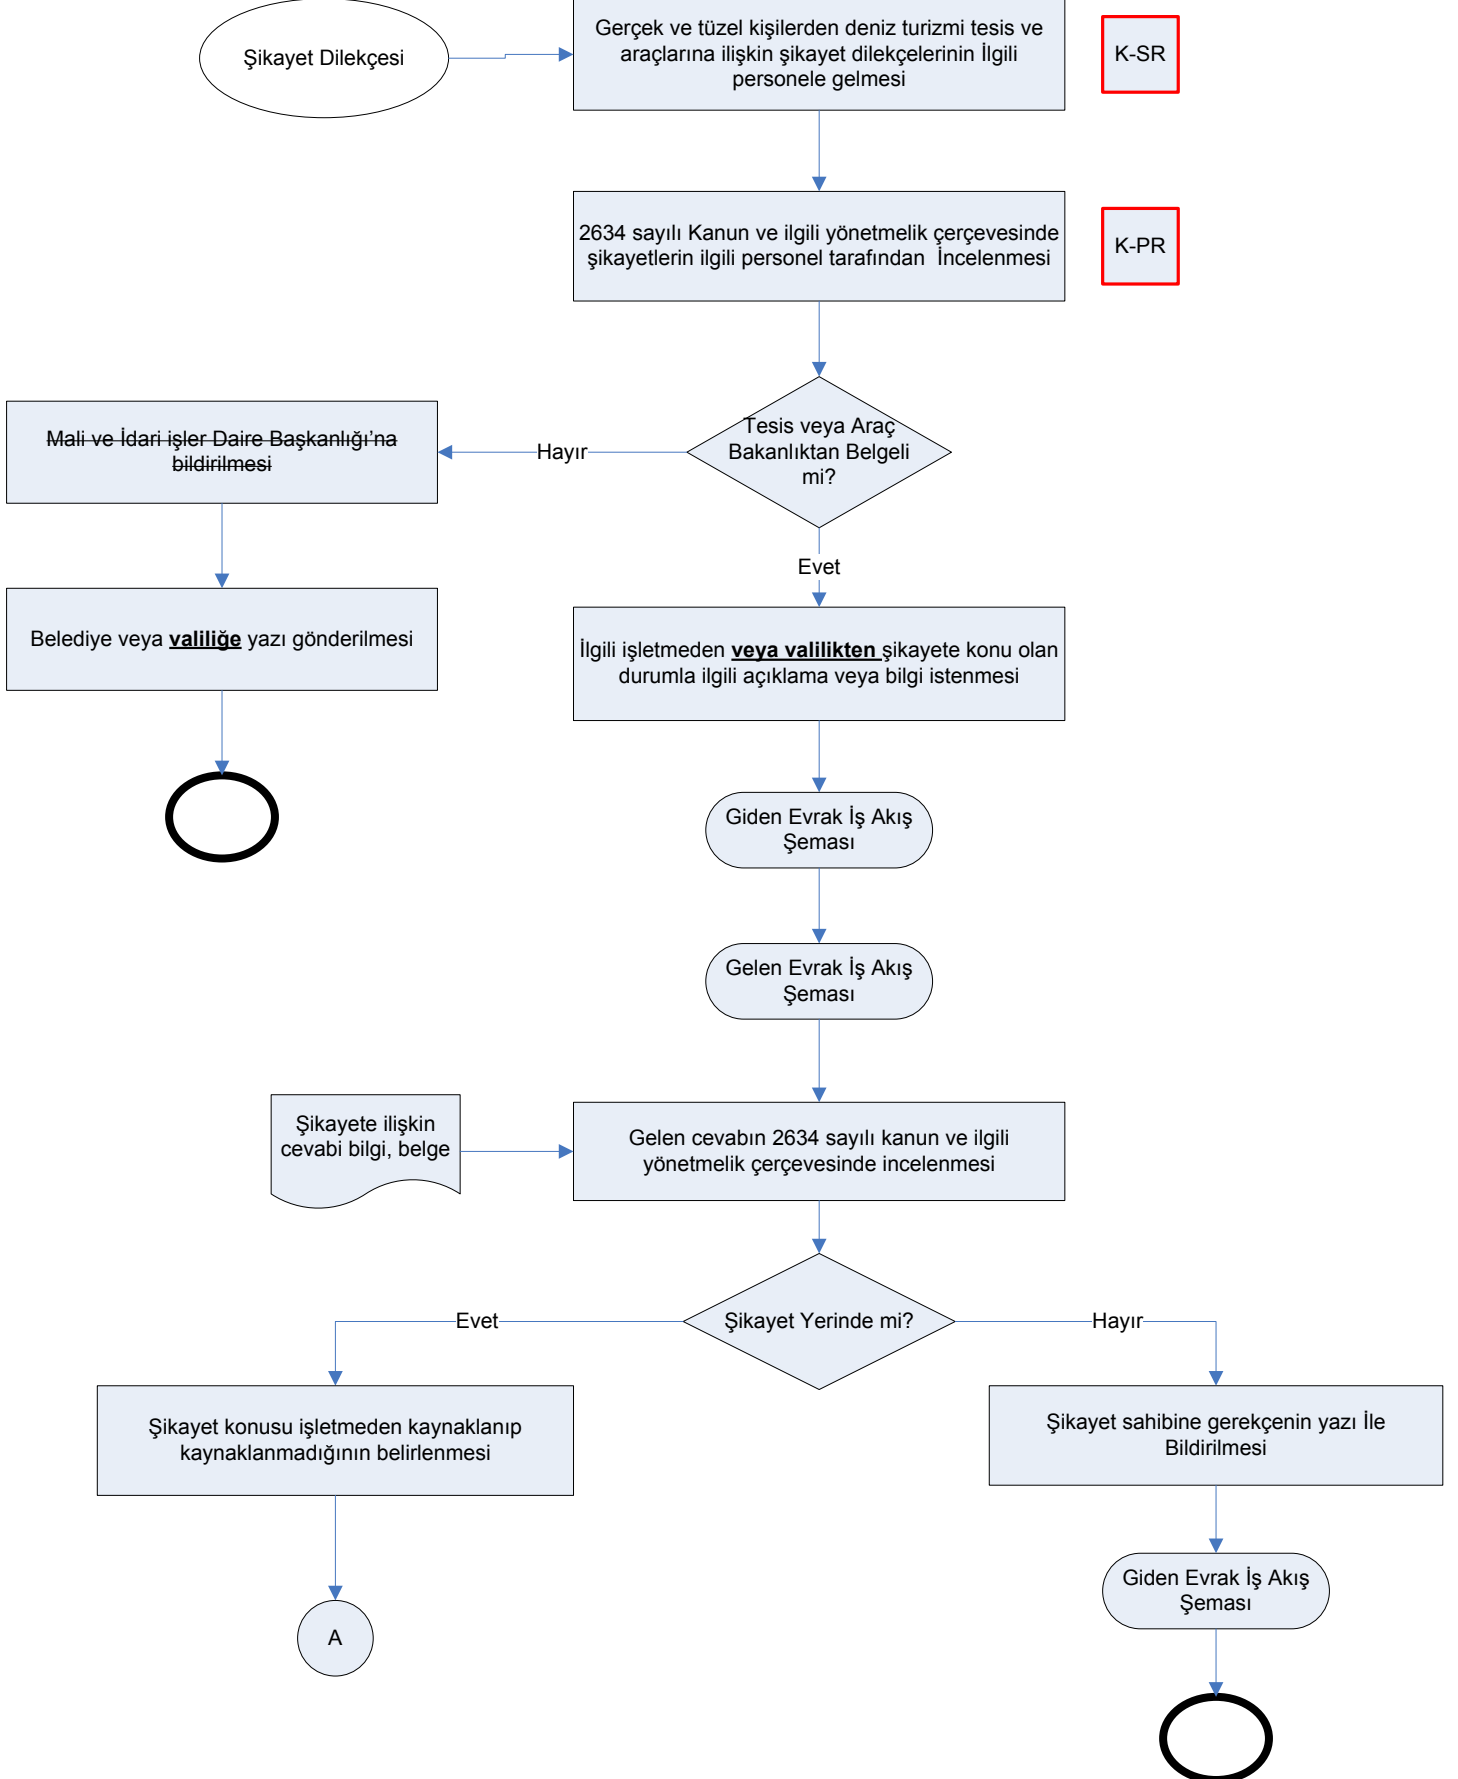 Şikayet Dilekçesi
Gerçek ve tüzel kişilerden deniz turizmi tesis ve
araçlarına ilişkin şikayet dilekçelerinin İlgili
personele gelmesi
K-SR
2634 sayılı Kanun ve ilgili yönetmelik çerçevesinde
şikayetlerin ilgili personel tarafından  İncelenmesi
K-PR
Tesis veya Araç
Bakanlıktan Belgeli
mi?
Hayır
Mali ve İdari işler Daire Başkanlığı’na
bildirilmesi
Evet
Belediye veya valiliğe yazı gönderilmesi
İlgili işletmeden veya valilikten şikayete konu olan
durumla ilgili açıklama veya bilgi istenmesi
Giden Evrak İş Akış
Şeması
Gelen Evrak İş Akış
Şeması
Şikayete ilişkin
cevabi bilgi, belge
Gelen cevabın 2634 sayılı kanun ve ilgili
yönetmelik çerçevesinde incelenmesi
Şikayet Yerinde mi?
Evet
Hayır
Şikayet konusu işletmeden kaynaklanıp
kaynaklanmadığının belirlenmesi
Şikayet sahibine gerekçenin yazı İle
Bildirilmesi
Giden Evrak İş Akış
Şeması
A